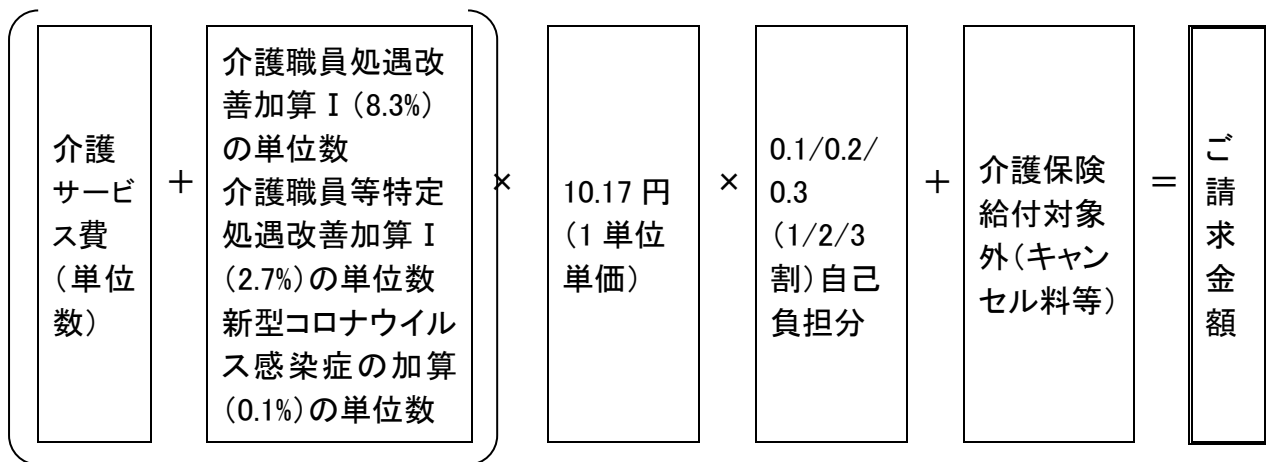 介護
サービ
ス費
（単位
数）
＋
介護職員処遇改
善加算Ⅰ（8.3%）
の単位数
介護職員等特定
処遇改善加算Ⅰ
（2.7%）の単位数
新型コロナウイル
ス感染症の加算
（0.1%）の単位数
×
10.17 円
（1 単位
単価）
×
0.1/0.2/
0.3
（1/2/3
割）自己
負担分
＋
介護保険
給付対象
外（キャン
セル料等）
＝
ご
請
求
金
額